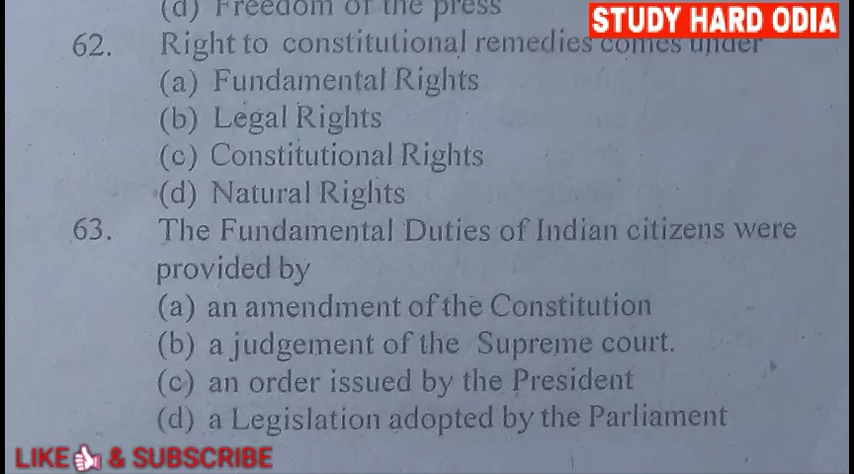 (d) Freedom of the press
STUDY HARD ODIA
62. Right to constitutional remedies comes under
(a) Fundamental Rights
(b) Legal Rights
(c) Constitutional Rights
(d) Natural Rights
63. The Fundamental Duties of Indian citizens were
provided by
(a) an amendment of the Constitution
(b) a judgement of the Supreme court.
(c) an order issued by the President
(d) a Legislation adopted by the Parliament
LIKE & SUBSCRIBE